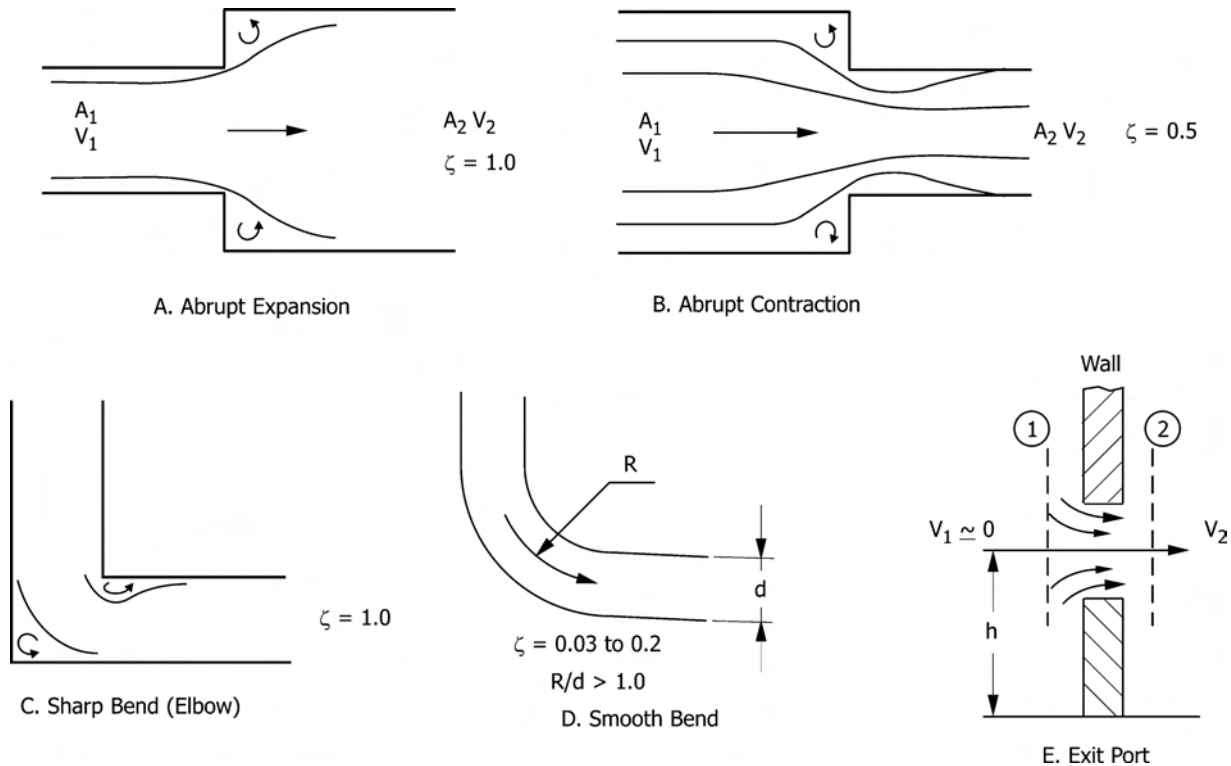 A₁
V₁
A₂ V₂
ζ = 1.0
A. Abrupt Expansion
A₁
V₁
A₂ V₂
ζ = 0.5
B. Abrupt Contraction
ζ = 1.0
C. Sharp Bend (Elbow)
R
d
ζ = 0.03 to 0.2
R/d > 1.0
D. Smooth Bend
Wall
1
2
V₁ ≃ 0
V₂
h
E. Exit Port